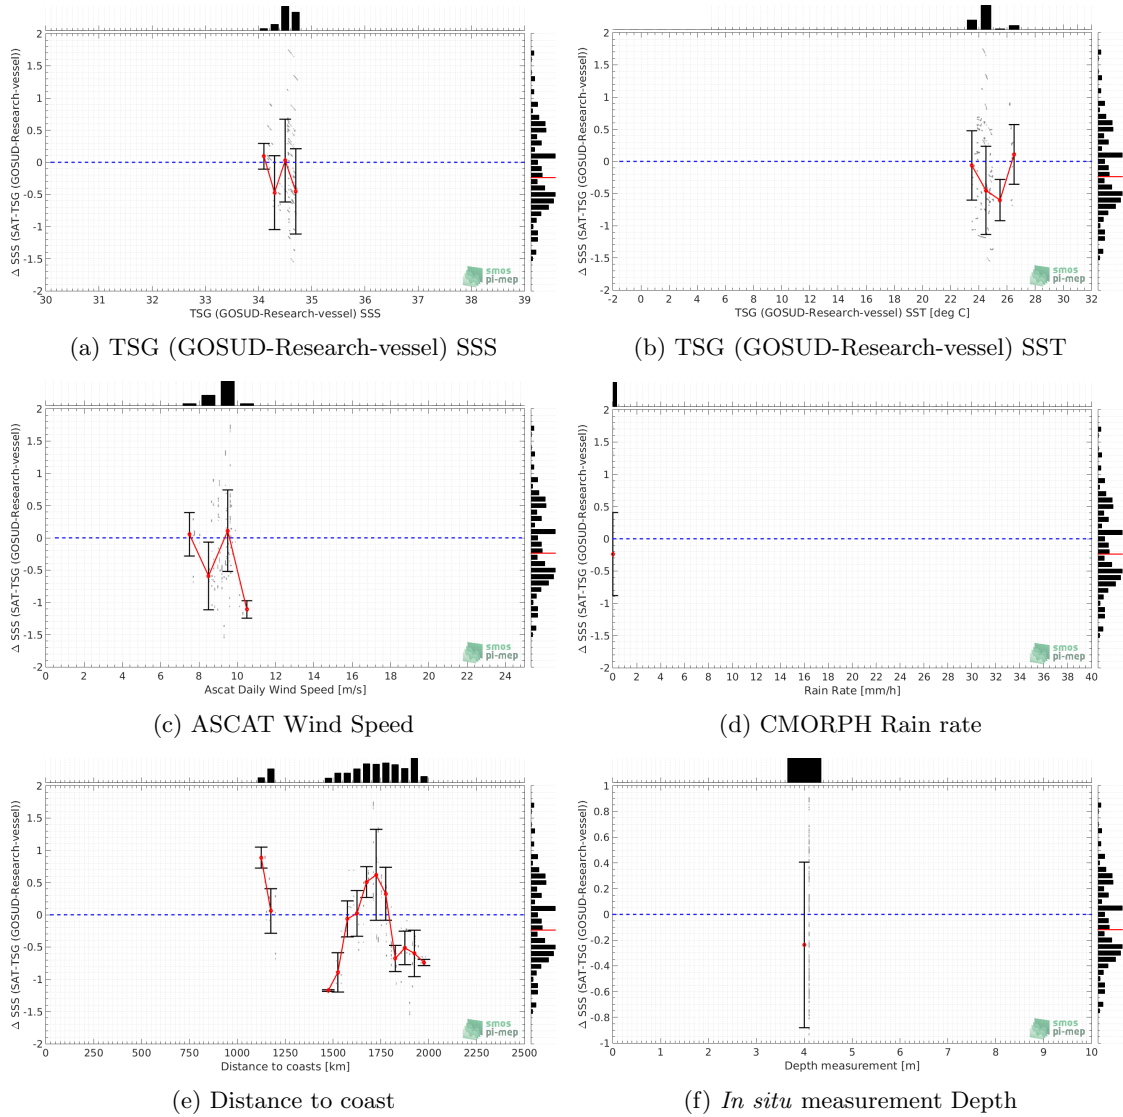 Δ SSS (SAT-TSG (GOSUD-Research-vessel))
2
1.5
1
0.5
0
-0.5
-1
-1.5
-2
30 31 32 33 34 35 36 37 38 39
TSG (GOSUD-Research-vessel) SSS
smos
pi-mep
(a) TSG (GOSUD-Research-vessel) SSS
Δ SSS (SAT-TSG (GOSUD-Research-vessel))
2
1.5
1
0.5
0
-0.5
-1
-1.5
-2
-2 0 2 4 6 8 10 12 14 16 18 20 22 24 26 28 30 32
TSG (GOSUD-Research-vessel) SST [deg C]
smos
pi-mep
(b) TSG (GOSUD-Research-vessel) SST
Δ SSS (SAT-TSG (GOSUD-Research-vessel))
2
1.5
1
0.5
0
-0.5
-1
-1.5
-2
0 2 4 6 8 10 12 14 16 18 20 22 24
Ascat Daily Wind Speed [m/s]
smos
pi-mep
(c) ASCAT Wind Speed
Δ SSS (SAT-TSG (GOSUD-Research-vessel))
2
1.5
1
0.5
0
-0.5
-1
-1.5
-2
0 2 4 6 8 10 12 14 16 18 20 22 24 26 28 30 32 34 36 38 40
Rain Rate [mm/h]
smos
pi-mep
(d) CMORPH Rain rate
Δ SSS (SAT-TSG (GOSUD-Research-vessel))
2
1.5
1
0.5
0
-0.5
-1
-1.5
-2
0 250 500 750 1000 1250 1500 1750 2000 2250 2500
Distance to coasts [km]
smos
pi-mep
(e) Distance to coast
Δ SSS (SAT-TSG (GOSUD-Research-vessel))
1
0.8
0.6
0.4
0.2
0
-0.2
-0.4
-0.6
-0.8
-1
0 1 2 3 4 5 6 7 8 9 10
Depth measurement [m]
smos
pi-mep
(f) In situ measurement Depth